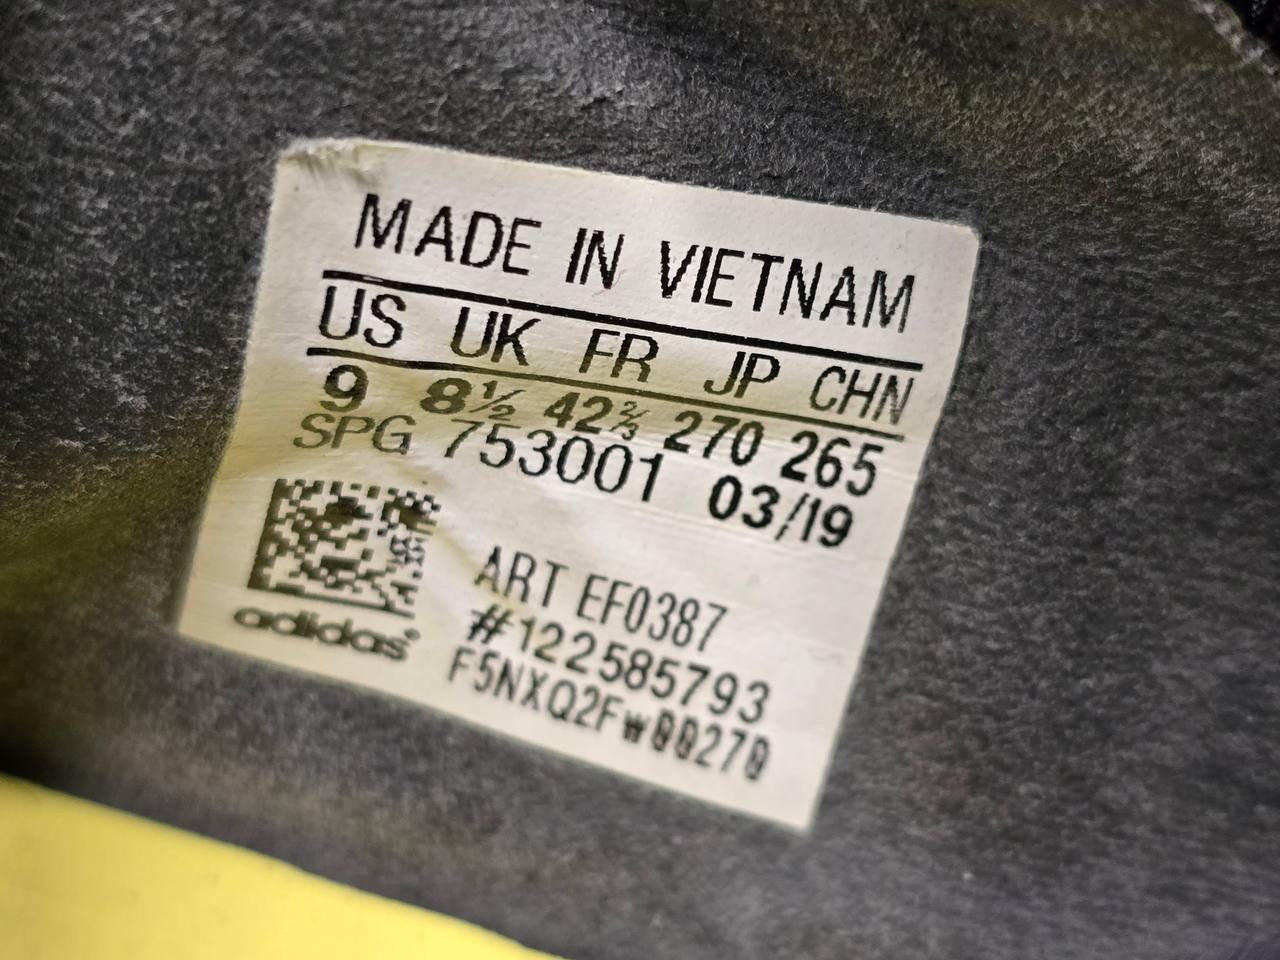 MADE IN VIETNAM
US UK FR JP CHN
9 8½ 42⅔ 270 265
SPG 753001 03/19
ART EF0387
#122585793
F5NXQ2Fw00270
adidas